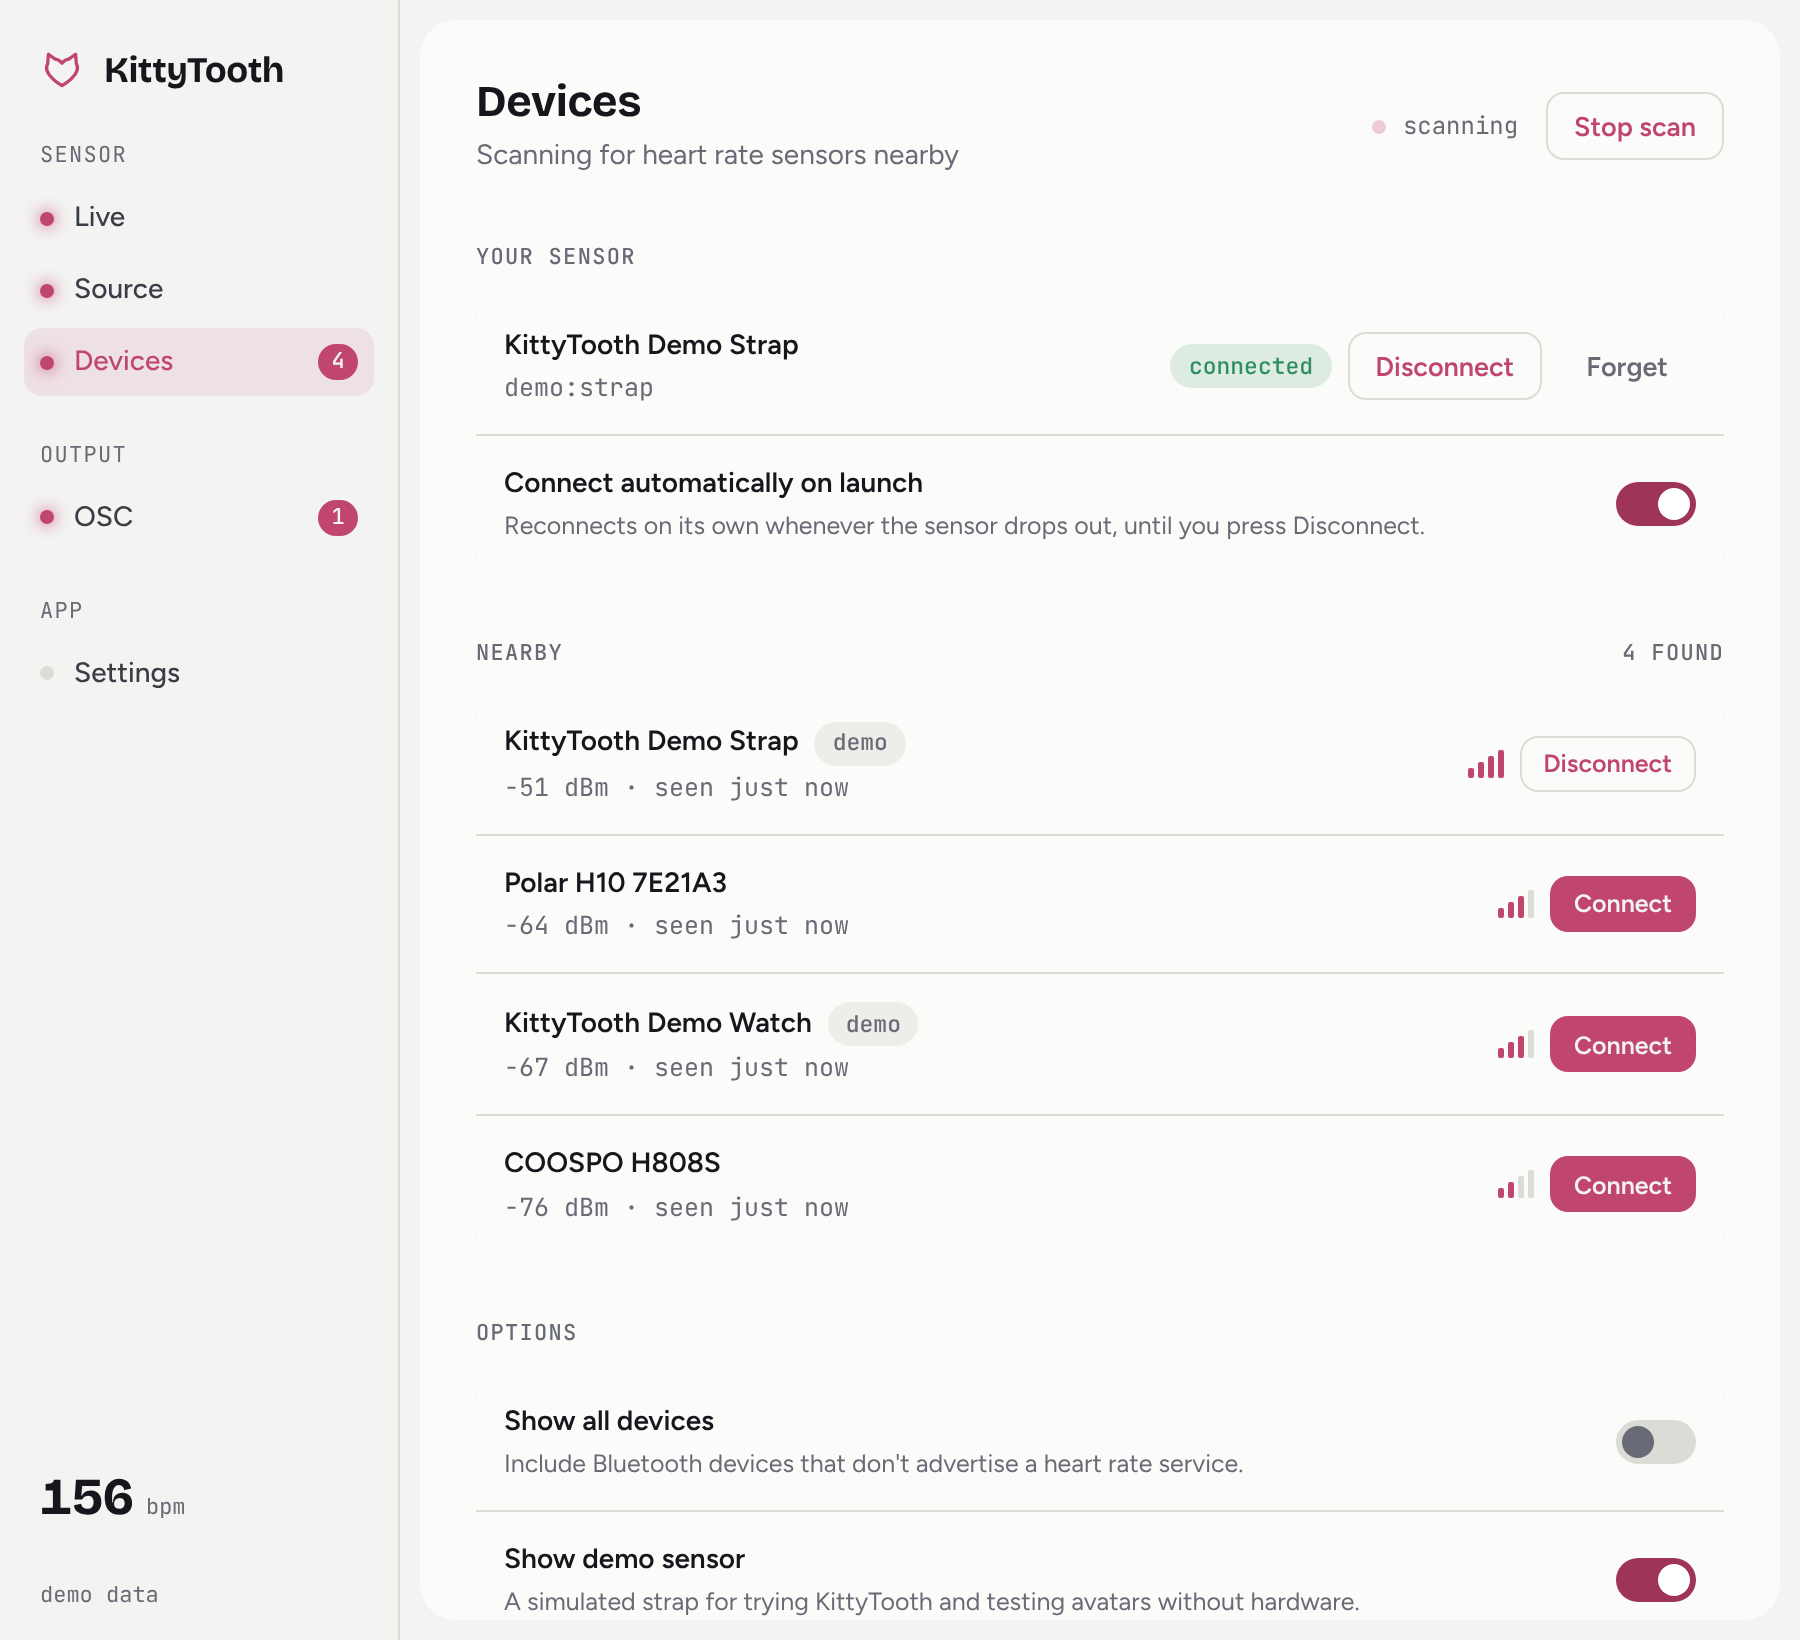 KittyTooth
SENSOR
Live
Source
Devices 4
OUTPUT
OSC 1
APP
Settings
156 bpm
demo data
Devices
Scanning for heart rate sensors nearby
scanning
Stop scan
YOUR SENSOR
KittyTooth Demo Strap
demo:strap
connected
Disconnect
Forget
Connect automatically on launch
Reconnects on its own whenever the sensor drops out, until you press Disconnect.
NEARBY
4 FOUND
KittyTooth Demo Strap demo
-51 dBm · seen just now
Disconnect
Polar H10 7E21A3
-64 dBm · seen just now
Connect
KittyTooth Demo Watch demo
-67 dBm · seen just now
Connect
COOSPO H808S
-76 dBm · seen just now
Connect
OPTIONS
Show all devices
Include Bluetooth devices that don't advertise a heart rate service.
Show demo sensor
A simulated strap for trying KittyTooth and testing avatars without hardware.